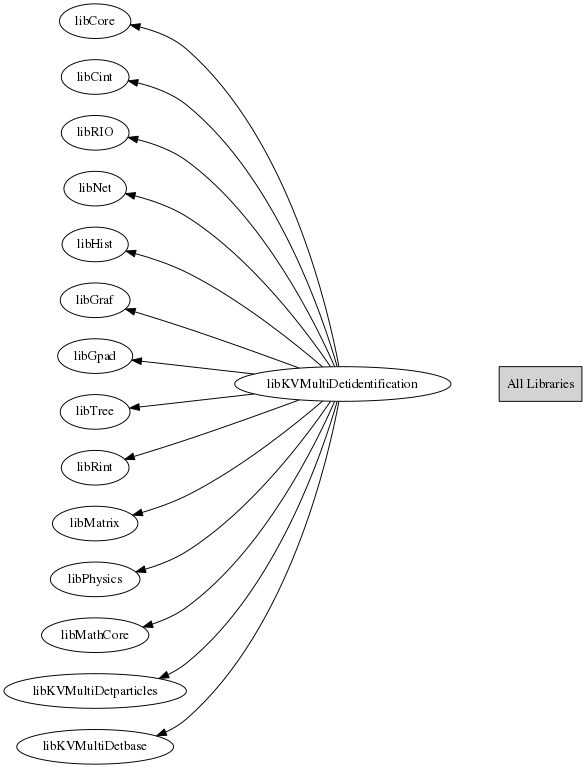 libCore
libCint
libRIO
libNet
libHist
libGraf
libGpad
libKVMultiDetidentification
All Libraries
libTree
libRint
libMatrix
libPhysics
libMathCore
libKVMultiDetparticles
libKVMultiDetbase